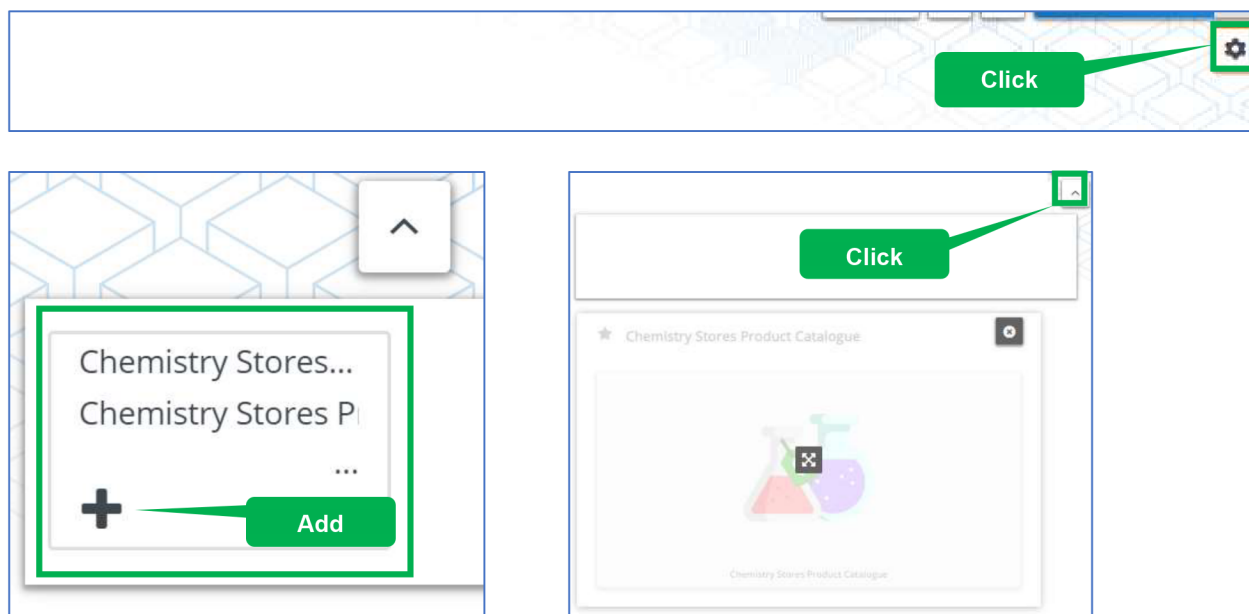 Click
Chemistry Stores...
Chemistry Stores P
...
Add
Click
Chemistry Stores Product Catalogue
Chemistry Stores Product Catalogue